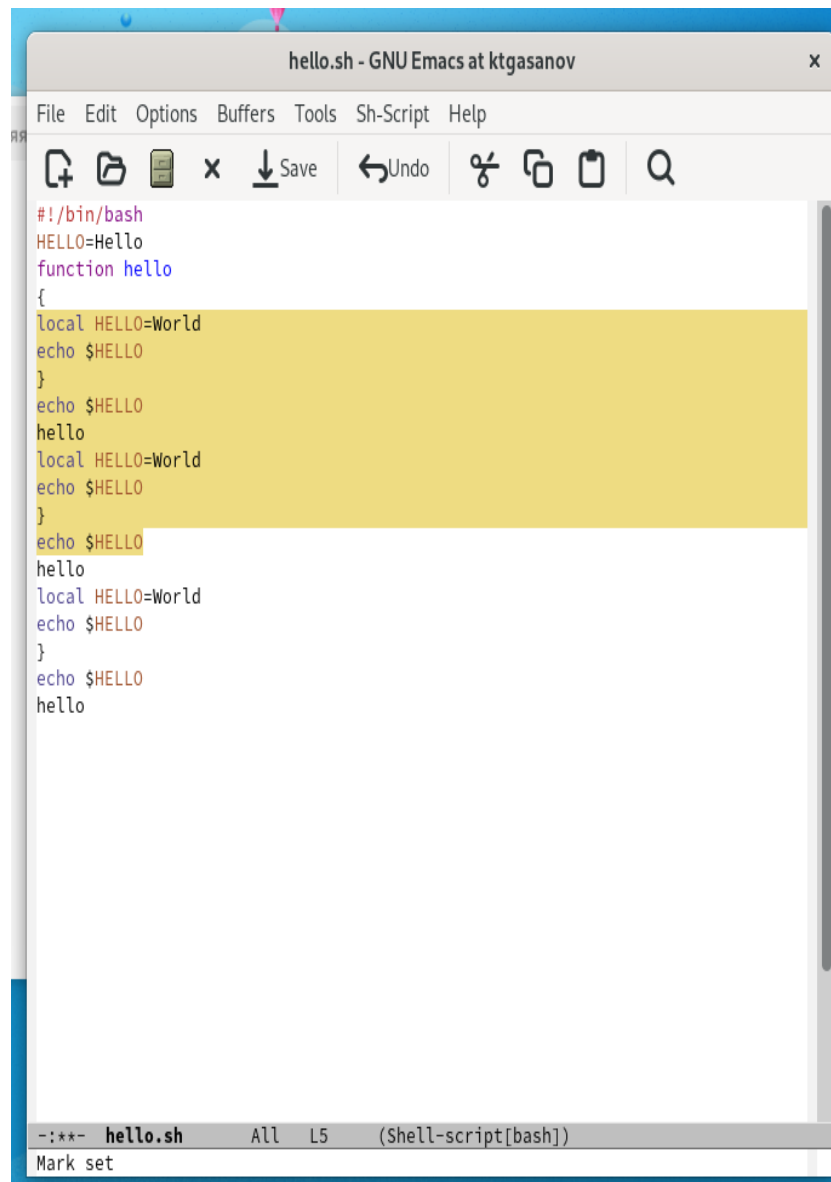 hello.sh - GNU Emacs at ktgasanov x
File Edit Options Buffers Tools Sh-Script Help
яя
Save Undo
#!/bin/bash
HELLO=Hello
function hello
{
local HELLO=World
echo $HELLO
}
echo $HELLO
hello
local HELLO=World
echo $HELLO
}
echo $HELLO
hello
local HELLO=World
echo $HELLO
}
echo $HELLO
hello
-:**- hello.sh All L5 (Shell-script[bash])
Mark set